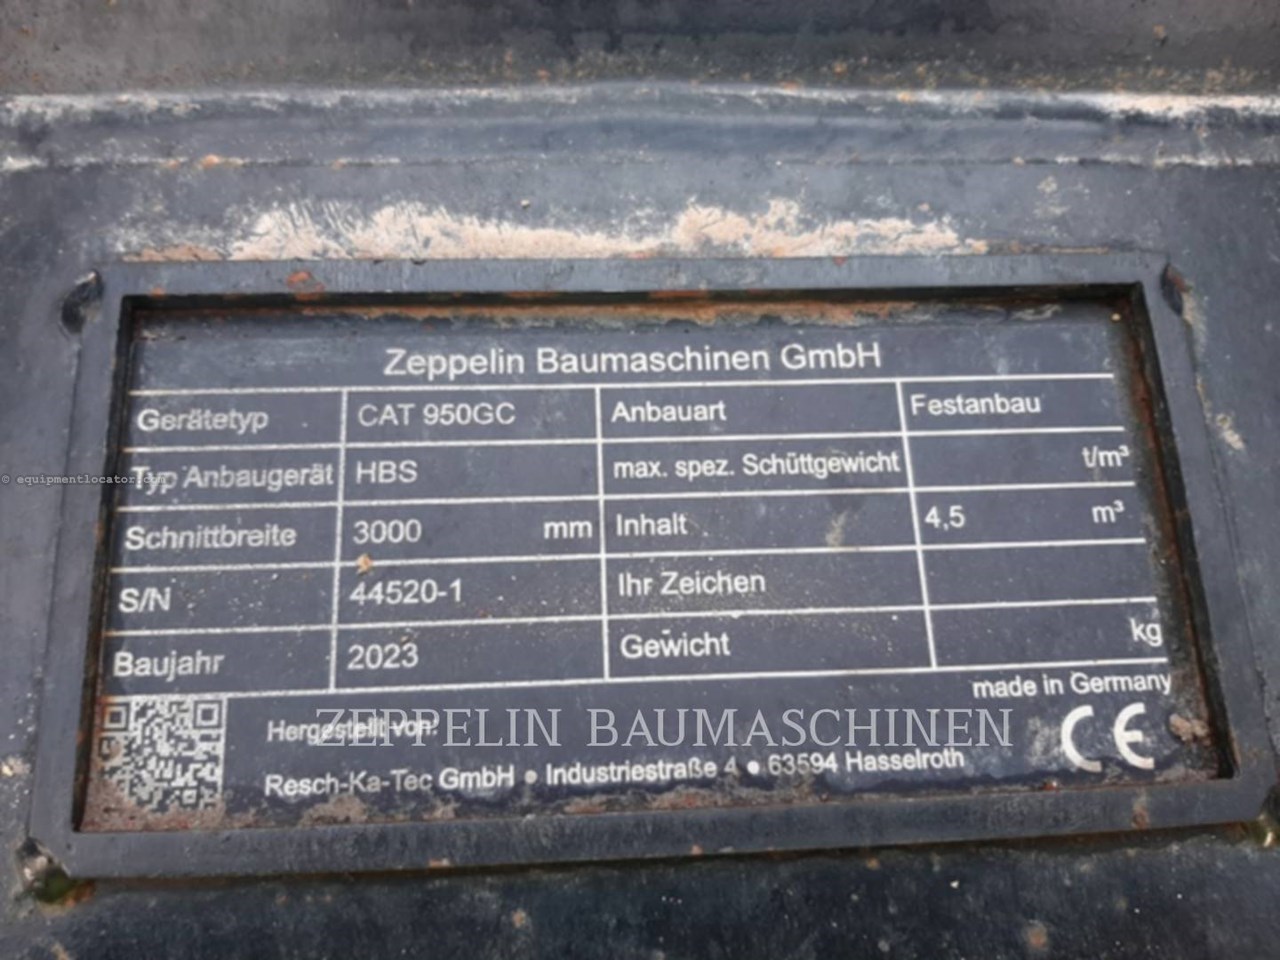 Zeppelin Baumaschinen GmbH
Gerätetyp CAT 950GC Anbauart Festanbau
Typ Anbaugerät HBS max. spez. Schüttgewicht t/m³
Schnittbreite 3000 mm Inhalt 4,5 m³
S/N 44520-1 Ihr Zeichen
Baujahr 2023 Gewicht kg
made in Germany
Hergestellt von:
ZEPPELIN BAUMASCHINEN
CE
Resch-Ka-Tec GmbH • Industriestraße 4 • 63594 Hasselroth
© equipmentlocator.com